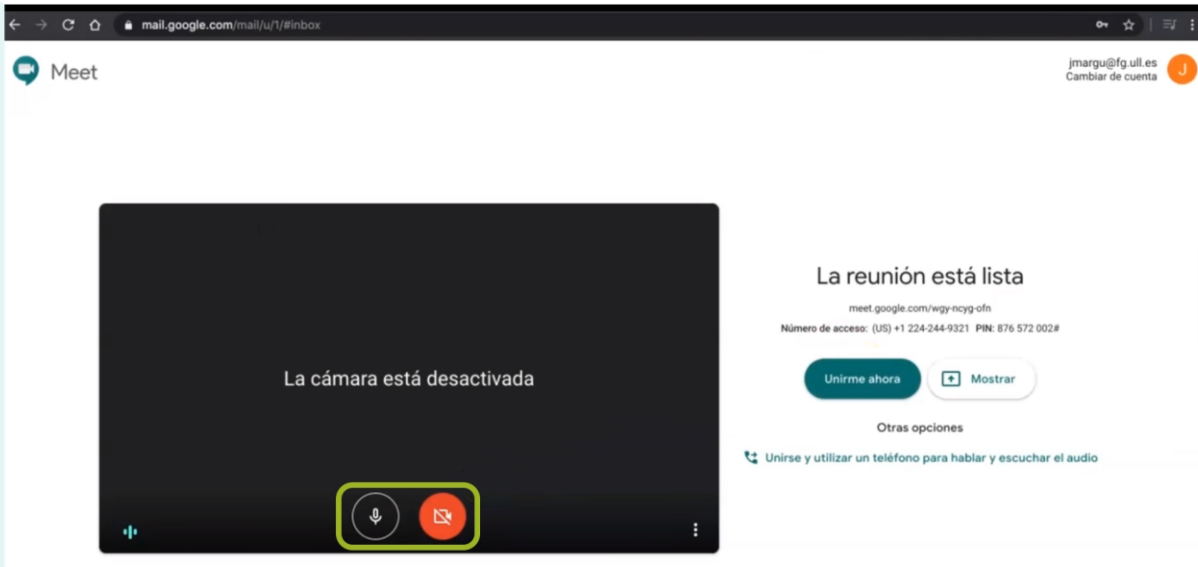 mail.google.com/mail/u/1/#inbox
Meet
jmargu@fg.ull.es
Cambiar de cuenta
J
La cámara está desactivada
La reunión está lista
meet.google.com/wgy-ncyg-ofn
Número de acceso: (US) +1 224-244-9321 PIN: 876 572 002#
Unirme ahora
Mostrar
Otras opciones
Unirse y utilizar un teléfono para hablar y escuchar el audio